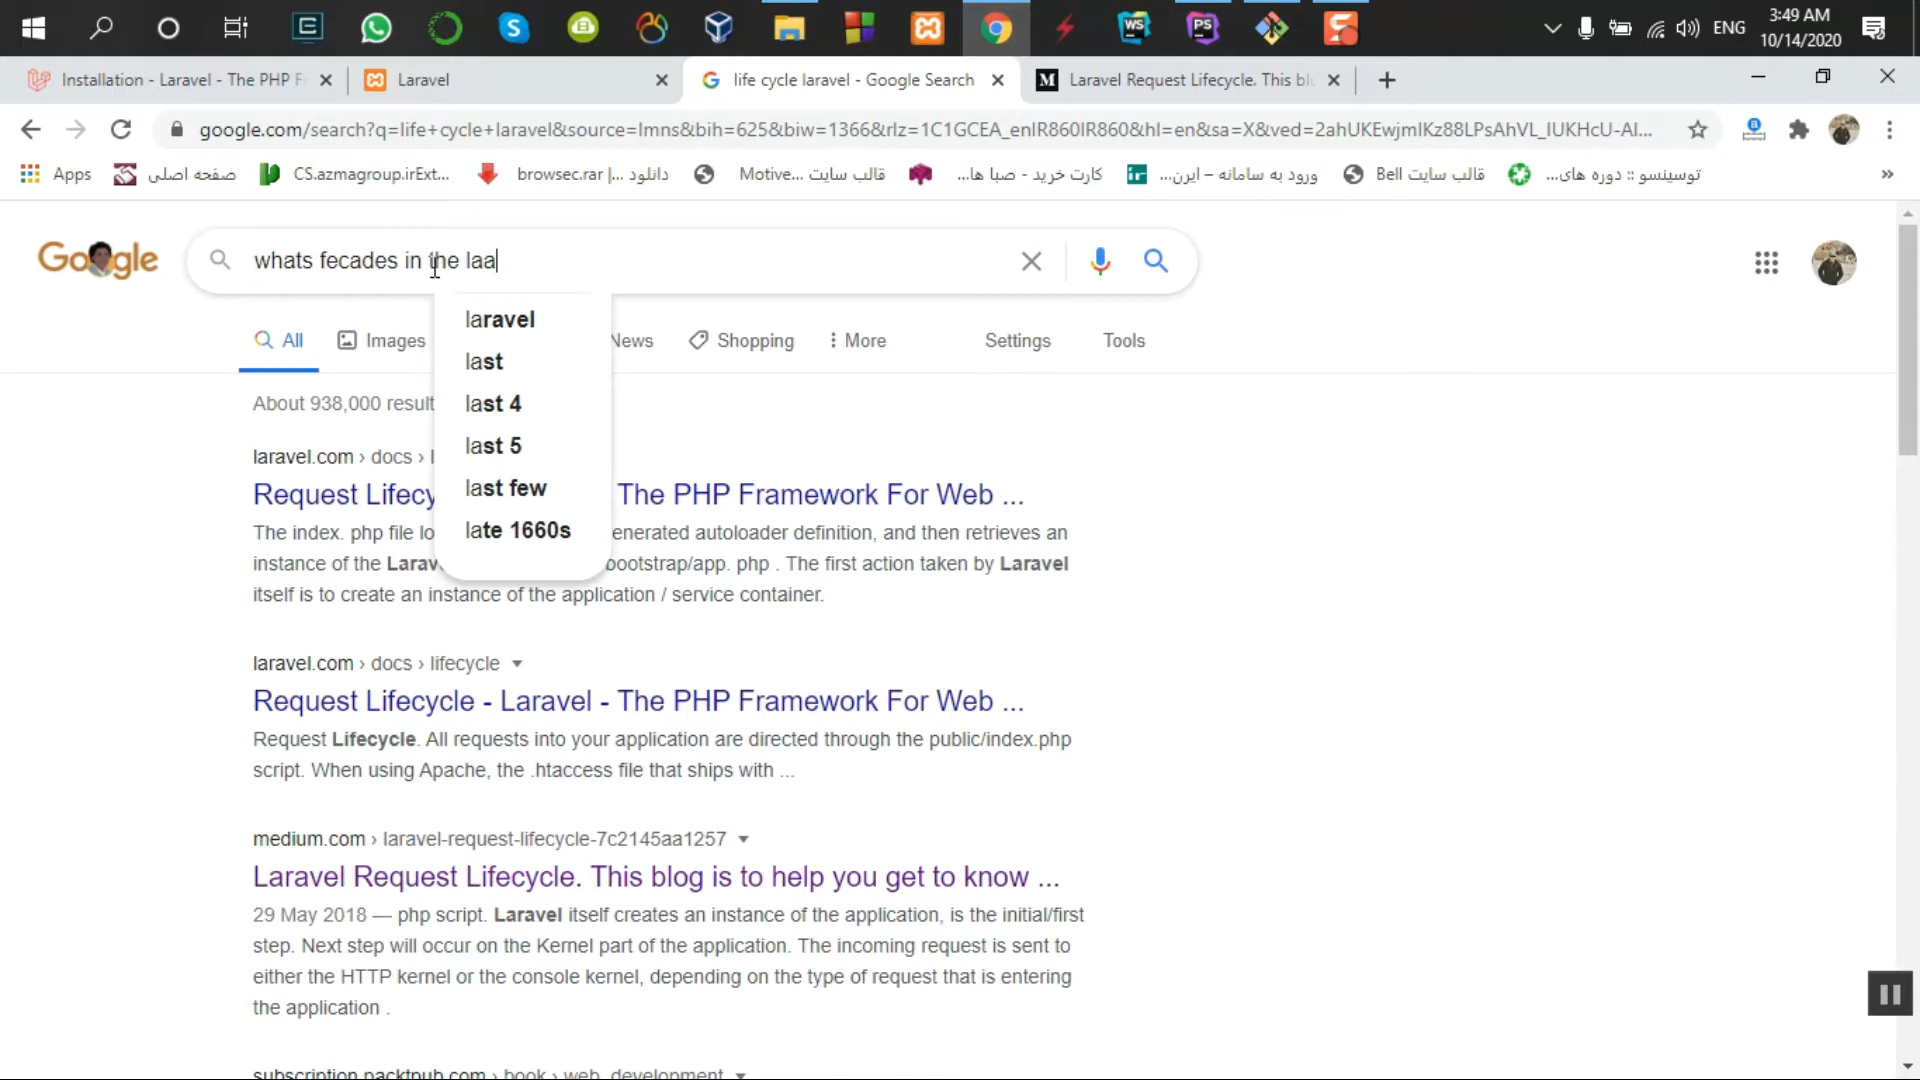 ENG
3:49 AM
10/14/2020
Installation - Laravel - The PHP F
Laravel
life cycle laravel - Google Search
Laravel Request Lifecycle. This bl
google.com/search?q=life+cycle+laravel&source=lmns&bih=625&biw=1366&rlz=1C1GCEA_enIR860IR860&hl=en&sa=X&ved=2ahUKEwjmlKz88LPsAhVL_IUKHcU-AI...
Apps
صفحه اصلی
CS.azmagroup.irExt...
دانلود ...| browsec.rar
قالب سایت ...Motive
کارت خرید - صبا ها...
ورود به سامانه – ایرن...
قالب سایت Bell
توسینسو :: دوره های...
Google
whats fecades in the laa
laravel
last
last 4
last 5
last few
late 1660s
All
Images
News
Shopping
More
Settings
Tools
About 938,000 result
laravel.com › docs › l
Request Lifecy The PHP Framework For Web ...
The index. php file lo enerated autoloader definition, and then retrieves an
instance of the Larav bootstrap/app. php . The first action taken by Laravel
itself is to create an instance of the application / service container.
laravel.com › docs › lifecycle
Request Lifecycle - Laravel - The PHP Framework For Web ...
Request Lifecycle. All requests into your application are directed through the public/index.php
script. When using Apache, the .htaccess file that ships with ...
medium.com › laravel-request-lifecycle-7c2145aa1257
Laravel Request Lifecycle. This blog is to help you get to know ...
29 May 2018 — php script. Laravel itself creates an instance of the application, is the initial/first
step. Next step will occur on the Kernel part of the application. The incoming request is sent to
either the HTTP kernel or the console kernel, depending on the type of request that is entering
the application .
subscription.packtpub.com › book › web_development